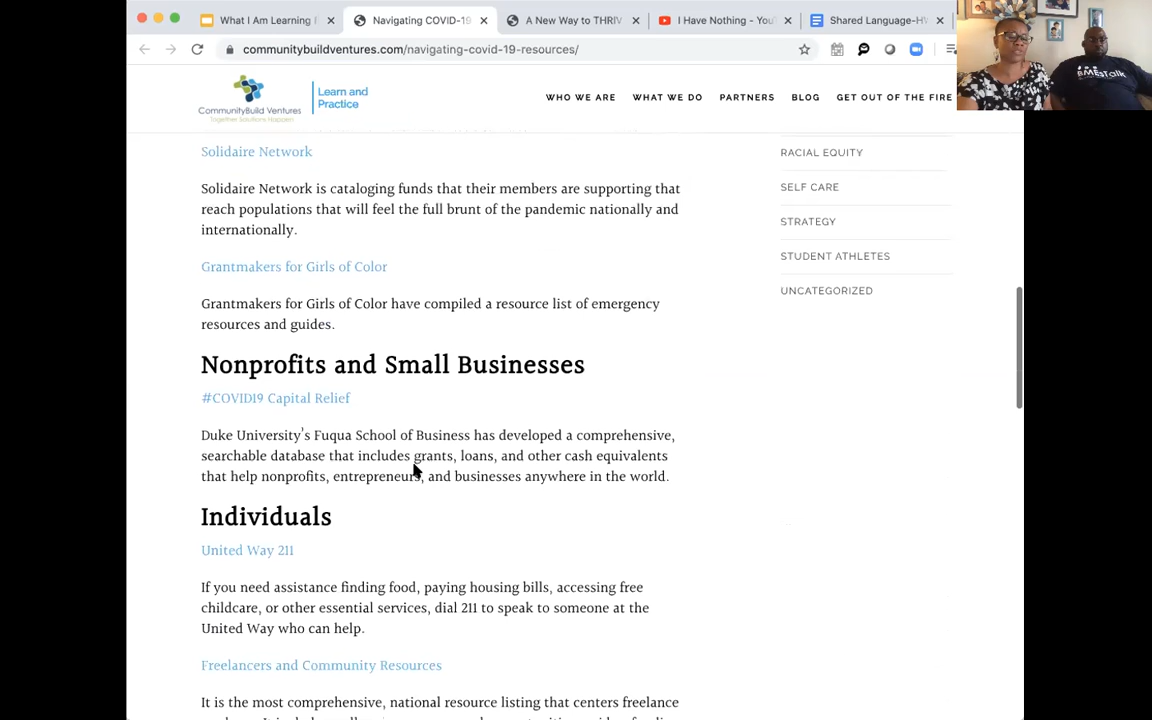 What I Am Learning
Navigating COVID-19
A New Way to THRIV
I Have Nothing - You
Shared Language-HW
communitybuildventures.com/navigating-covid-19-resources/
CommunityBuild Ventures
Together Solutions Happen
Learn and
Practice
WHO WE ARE
WHAT WE DO
PARTNERS
BLOG
GET OUT OF THE FIRE
Solidaire Network
Solidaire Network is cataloging funds that their members are supporting that
reach populations that will feel the full brunt of the pandemic nationally and
internationally.
Grantmakers for Girls of Color
Grantmakers for Girls of Color have compiled a resource list of emergency
resources and guides.
Nonprofits and Small Businesses
#COVID19 Capital Relief
Duke University's Fuqua School of Business has developed a comprehensive,
searchable database that includes grants, loans, and other cash equivalents
that help nonprofits, entrepreneurs, and businesses anywhere in the world.
Individuals
United Way 211
If you need assistance finding food, paying housing bills, accessing free
childcare, or other essential services, dial 211 to speak to someone at the
United Way who can help.
Freelancers and Community Resources
It is the most comprehensive, national resource listing that centers freelance
RACIAL EQUITY
SELF CARE
STRATEGY
STUDENT ATHLETES
UNCATEGORIZED